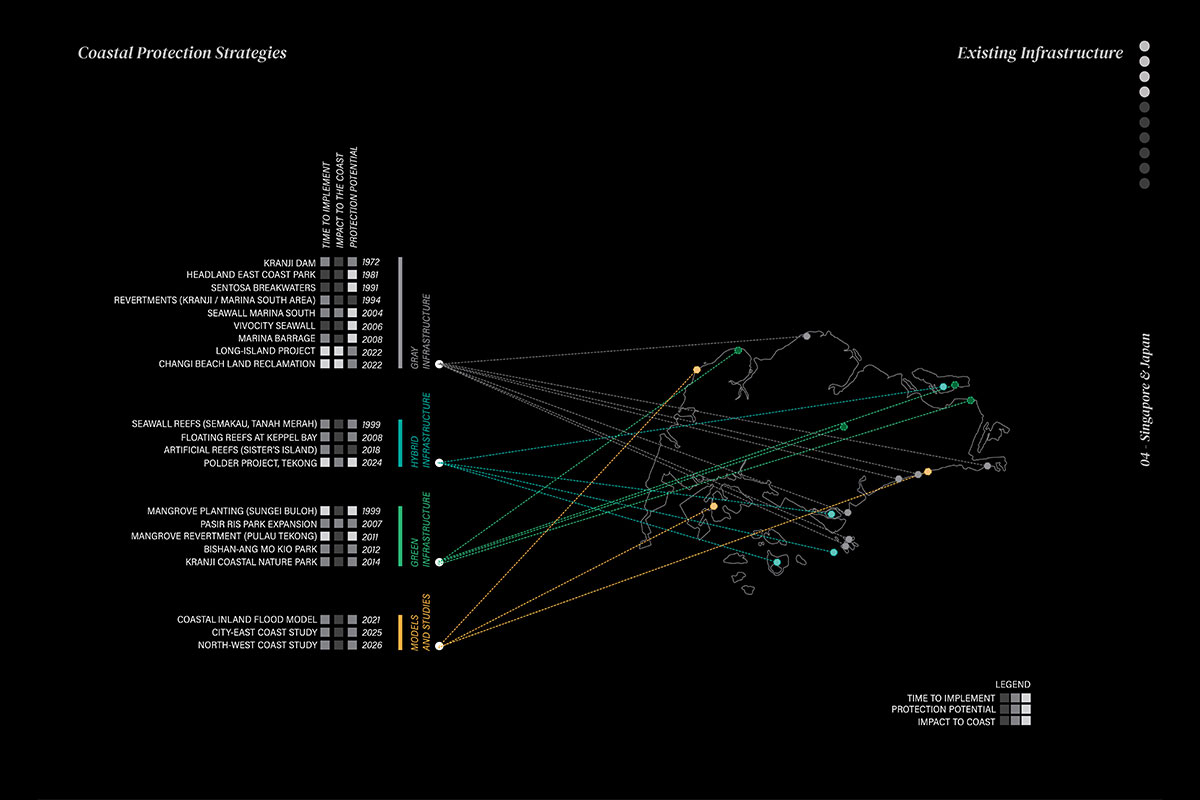 Coastal Protection Strategies
Existing Infrastructure
TIME TO IMPLEMENT
IMPACT TO THE COAST
PROTECTION POTENTIAL
KRANJI DAM 1972
HEADLAND EAST COAST PARK 1981
SENTOSA BREAKWATERS 1991
REVERTMENTS (KRANJI / MARINA SOUTH AREA) 1994
SEAWALL MARINA SOUTH 2004
VIVOCITY SEAWALL 2006
MARINA BARRAGE 2008
LONG-ISLAND PROJECT 2022
CHANGI BEACH LAND RECLAMATION 2022
GRAY
INFRASTRUCTURE
SEAWALL REEFS (SEMAKAU, TANAH MERAH) 1999
FLOATING REEFS AT KEPPEL BAY 2008
ARTIFICIAL REEFS (SISTER'S ISLAND) 2018
POLDER PROJECT, TEKONG 2024
HYBRID
INFRASTRUCTURE
MANGROVE PLANTING (SUNGEI BULOH) 1999
PASIR RIS PARK EXPANSION 2007
MANGROVE REVERTMENT (PULAU TEKONG) 2011
BISHAN-ANG MO KIO PARK 2012
KRANJI COASTAL NATURE PARK 2014
GREEN
INFRASTRUCTURE
COASTAL INLAND FLOOD MODEL 2021
CITY-EAST COAST STUDY 2025
NORTH-WEST COAST STUDY 2026
MODELS
AND STUDIES
04 - Singapore & Japan
LEGEND
TIME TO IMPLEMENT
PROTECTION POTENTIAL
IMPACT TO COAST